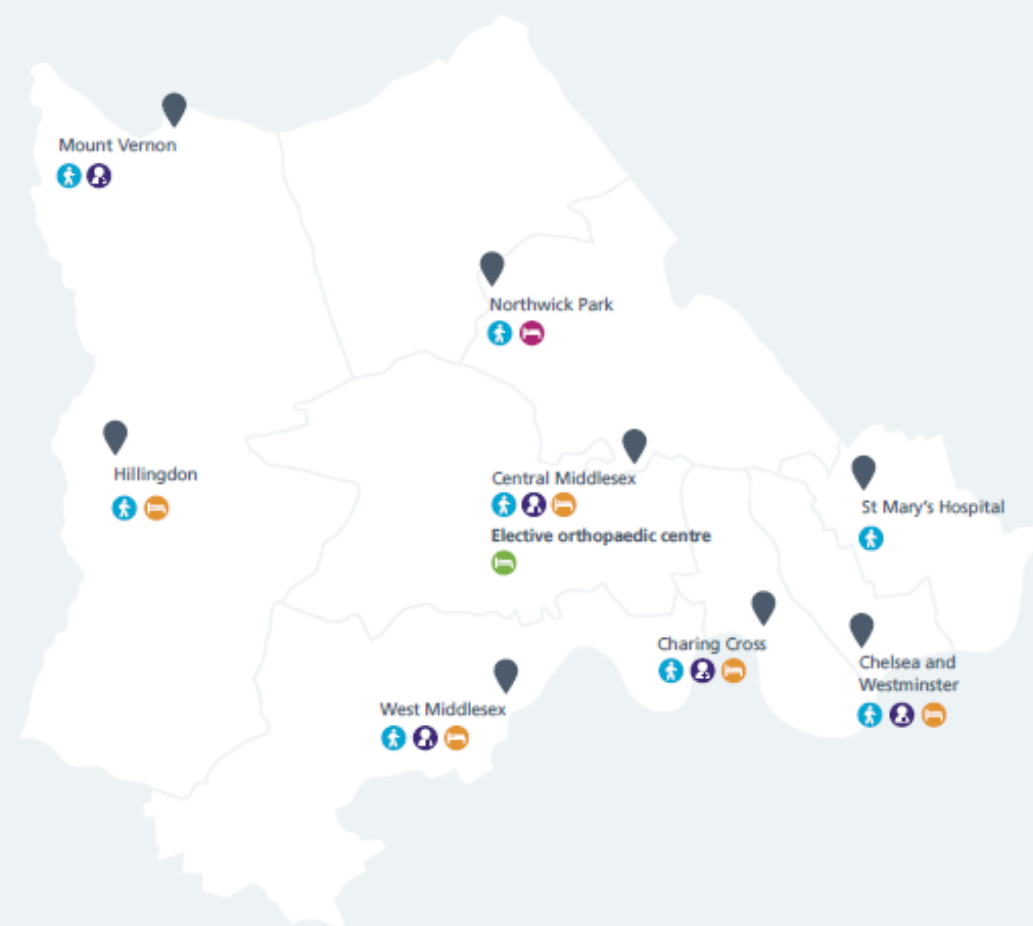 Mount Vernon
Northwick Park
Hillingdon
Central Middlesex
Elective orthopaedic centre
St Mary's Hospital
Charing Cross
Chelsea and
Westminster
West Middlesex